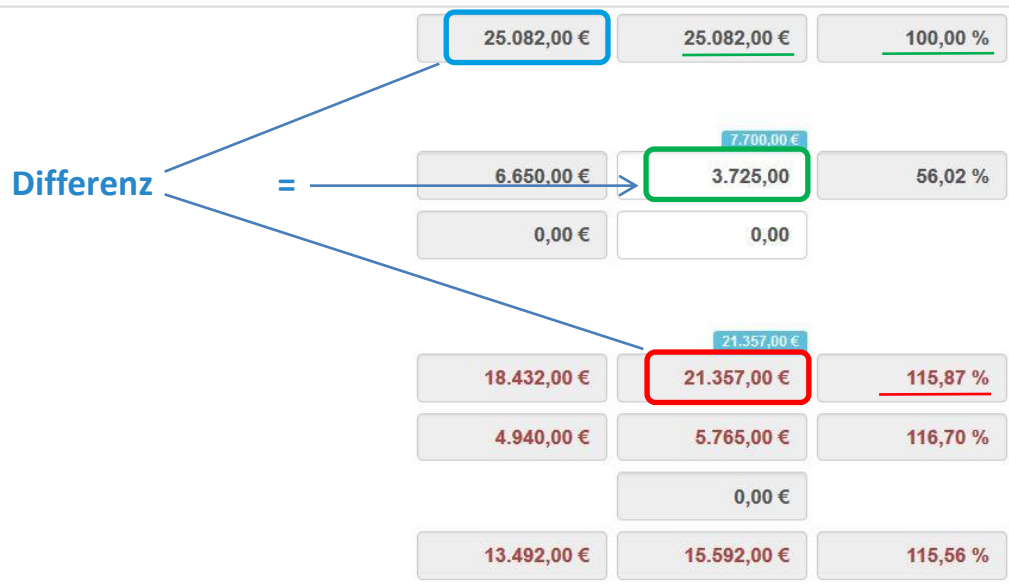 25.082,00 € 25.082,00 € 100,00 %
7.700,00 €
Differenz = 6.650,00 € 3.725,00 56,02 %
0,00 € 0,00
21.357,00 €
18.432,00 € 21.357,00 € 115,87 %
4.940,00 € 5.765,00 € 116,70 %
0,00 €
13.492,00 € 15.592,00 € 115,56 %